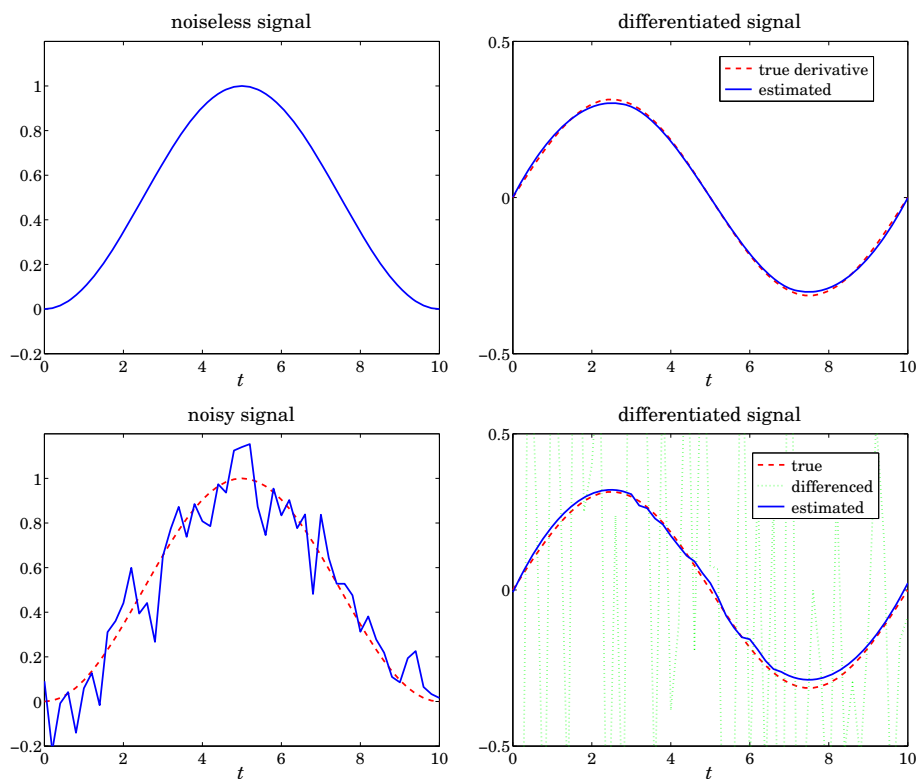 noiseless signal
1
0.8
0.6
0.4
0.2
0
−0.2
0 2 4 6 8 10
t
differentiated signal
0.5
0
−0.5
true derivative
estimated
0 2 4 6 8 10
t
noisy signal
1
0.8
0.6
0.4
0.2
0
−0.2
0 2 4 6 8 10
t
differentiated signal
0.5
0
−0.5
true
differenced
estimated
0 2 4 6 8 10
t